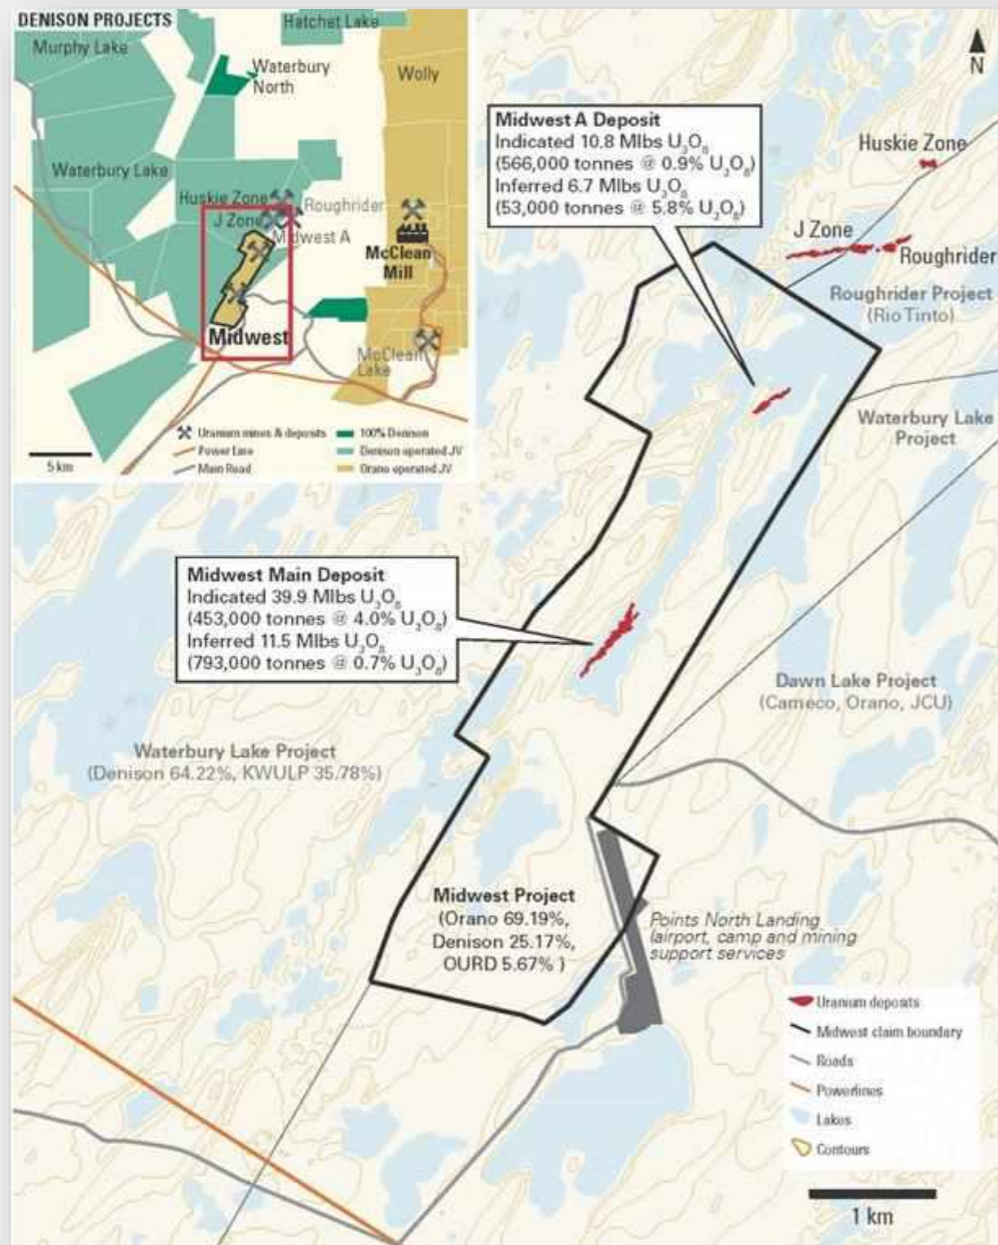 DENISON PROJECTS
Hatchet Lake
Murphy Lake
Waterbury
North
Wolly
Waterbury Lake
Huskie Zone
Roughrider
J Zone
Midwest A
McClean
Mill
Midwest
McClean
Lake
Uranium mines & deposits
Power Line
Main Road
100% Denison
Denison operated JV
Orano operated JV
5 km
N
Midwest A Deposit
Indicated 10.8 Mlbs U₃O₈
(566,000 tonnes @ 0.9% U₃O₈)
Inferred 6.7 Mlbs U₃O₈
(53,000 tonnes @ 5.8% U₃O₈)
Huskie Zone
J Zone
Roughrider
Roughrider Project
(Rio Tinto)
Waterbury Lake
Project
Midwest Main Deposit
Indicated 39.9 Mlbs U₃O₈
(453,000 tonnes @ 4.0% U₃O₈)
Inferred 11.5 Mlbs U₃O₈
(793,000 tonnes @ 0.7% U₃O₈)
Dawn Lake Project
(Cameco, Orano, JCU)
Waterbury Lake Project
(Denison 64.22%, KWULP 35.78%)
Midwest Project
(Orano 69.19%,
Denison 25.17%,
OURD 5.67% )
Points North Landing
(airport, camp and mining
support services
Uranium deposits
Midwest claim boundary
Roads
Powerlines
Lakes
Contours
1 km